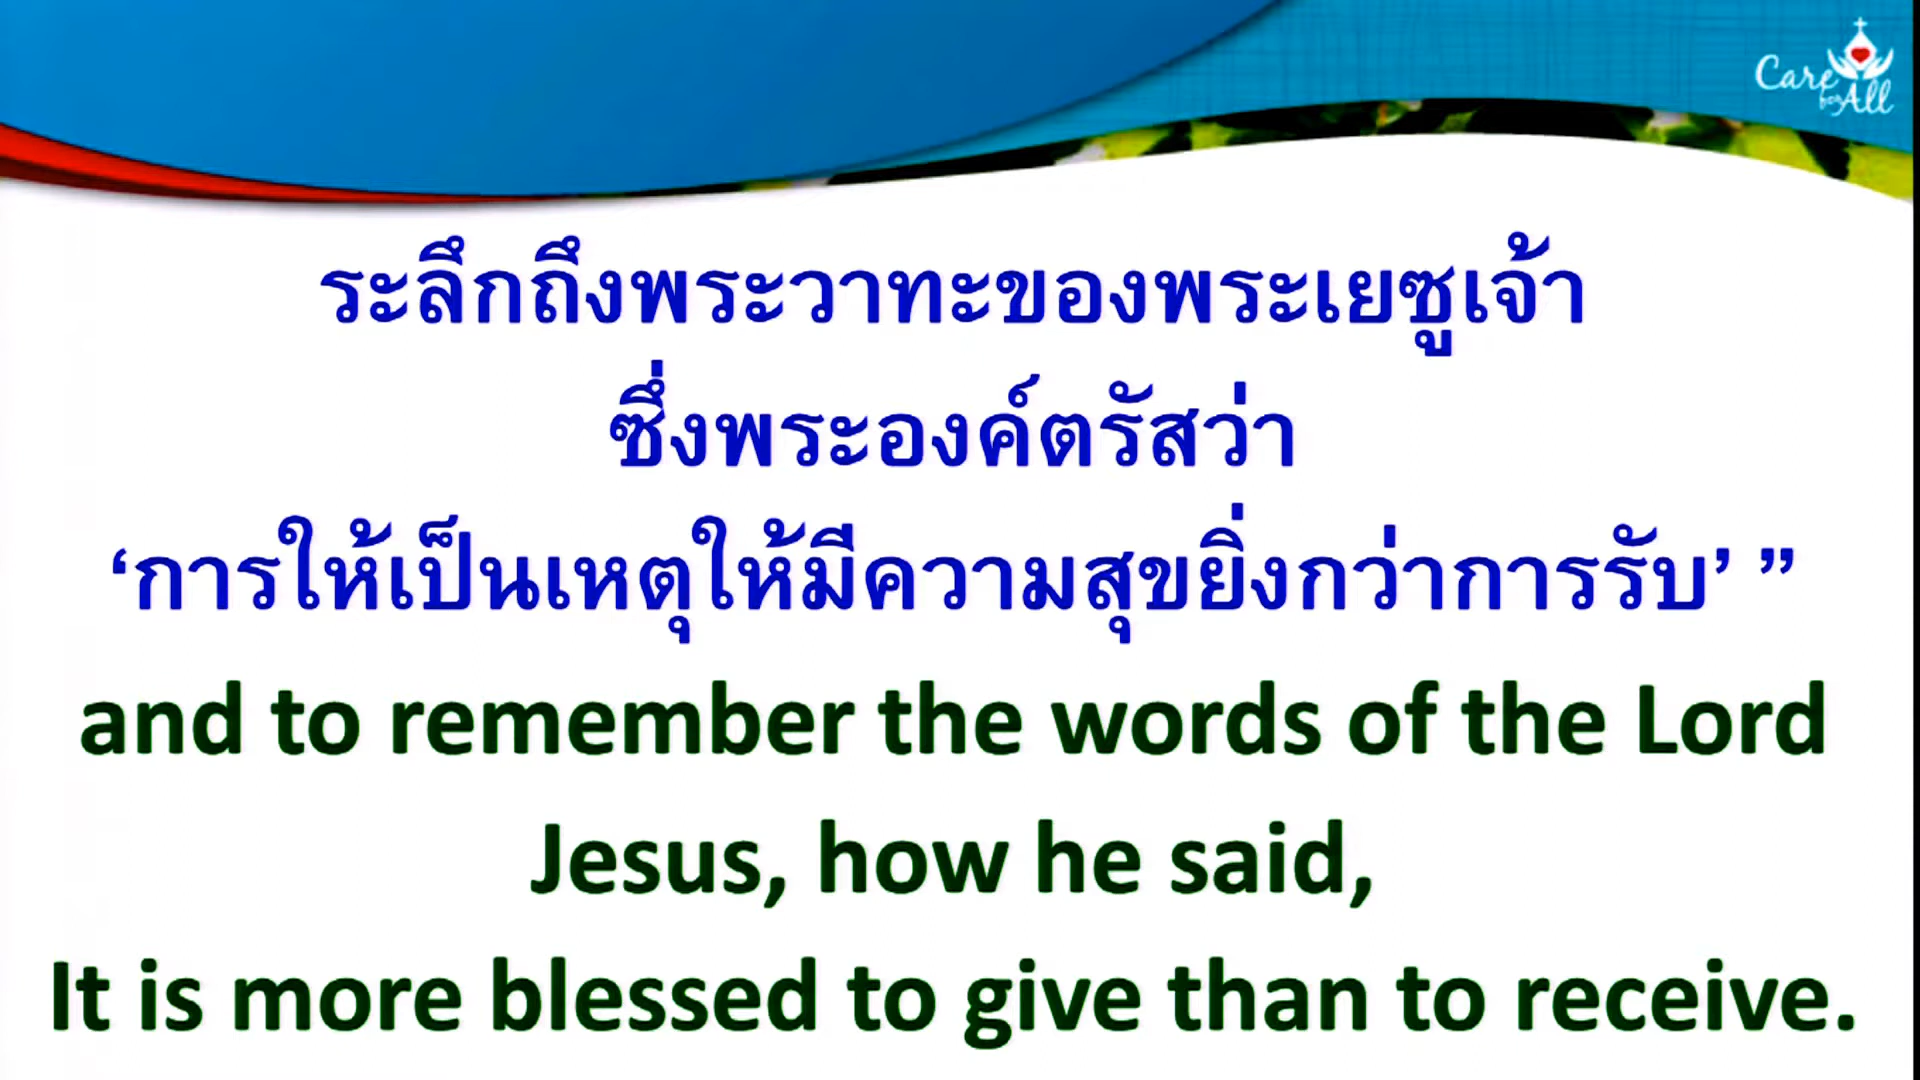 Care
for All
ระลึกถึงพระวาทะของพระเยซูเจ้า
ซึ่งพระองค์ตรัสว่า
‘การให้เป็นเหตุให้มีความสุขยิ่งกว่าการรับ’ ”
and to remember the words of the Lord
Jesus, how he said,
It is more blessed to give than to receive.